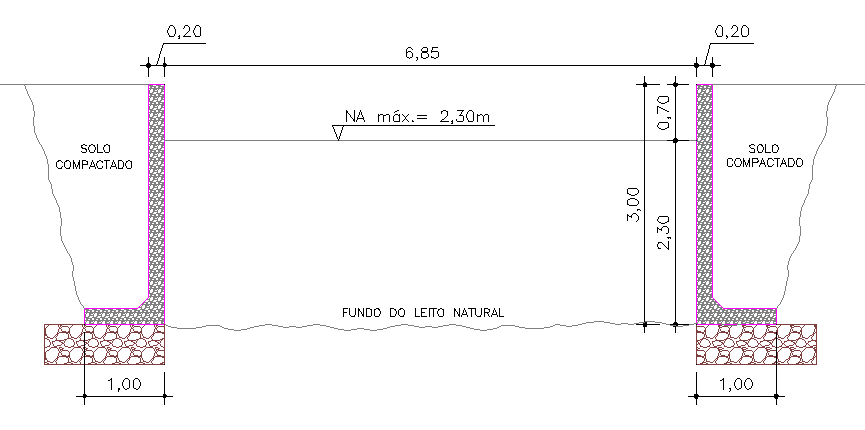 0,20
0,20
6,85
NA máx.= 2,30m
0,70
SOLO
COMPACTADO
SOLO
COMPACTADO
3,00
2,30
FUNDO DO LEITO NATURAL
1,00
1,00